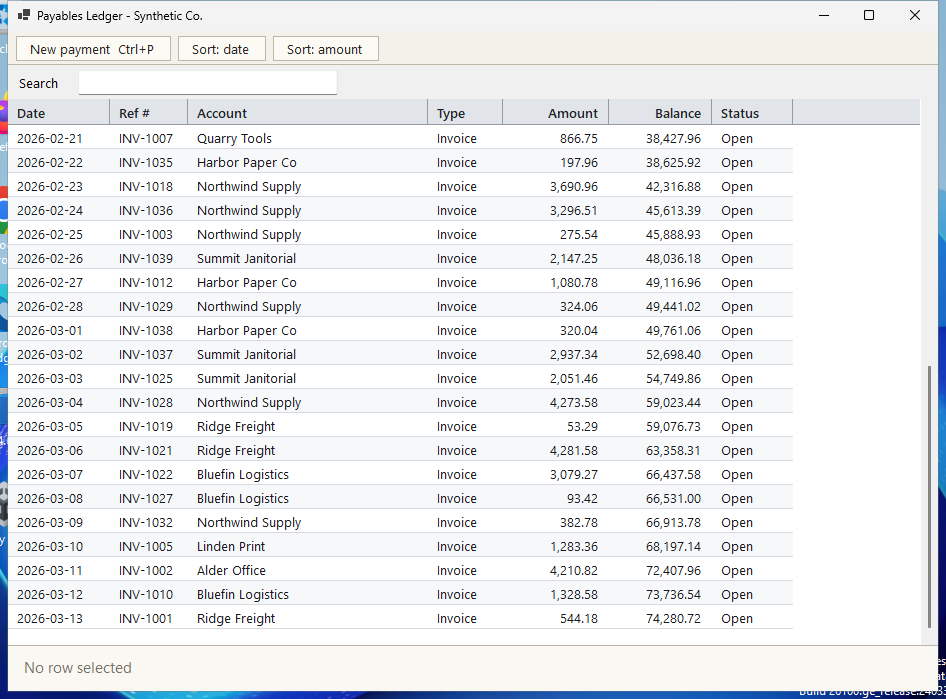 Payables Ledger - Synthetic Co.
New payment Ctrl+P Sort: date Sort: amount
Search
Date Ref # Account Type Amount Balance Status
2026-02-21 INV-1007 Quarry Tools Invoice 866.75 38,427.96 Open
2026-02-22 INV-1035 Harbor Paper Co Invoice 197.96 38,625.92 Open
2026-02-23 INV-1018 Northwind Supply Invoice 3,690.96 42,316.88 Open
2026-02-24 INV-1036 Northwind Supply Invoice 3,296.51 45,613.39 Open
2026-02-25 INV-1003 Northwind Supply Invoice 275.54 45,888.93 Open
2026-02-26 INV-1039 Summit Janitorial Invoice 2,147.25 48,036.18 Open
2026-02-27 INV-1012 Harbor Paper Co Invoice 1,080.78 49,116.96 Open
2026-02-28 INV-1029 Northwind Supply Invoice 324.06 49,441.02 Open
2026-03-01 INV-1038 Harbor Paper Co Invoice 320.04 49,761.06 Open
2026-03-02 INV-1037 Summit Janitorial Invoice 2,937.34 52,698.40 Open
2026-03-03 INV-1025 Summit Janitorial Invoice 2,051.46 54,749.86 Open
2026-03-04 INV-1028 Northwind Supply Invoice 4,273.58 59,023.44 Open
2026-03-05 INV-1019 Ridge Freight Invoice 53.29 59,076.73 Open
2026-03-06 INV-1021 Ridge Freight Invoice 4,281.58 63,358.31 Open
2026-03-07 INV-1022 Bluefin Logistics Invoice 3,079.27 66,437.58 Open
2026-03-08 INV-1027 Bluefin Logistics Invoice 93.42 66,531.00 Open
2026-03-09 INV-1032 Northwind Supply Invoice 382.78 66,913.78 Open
2026-03-10 INV-1005 Linden Print Invoice 1,283.36 68,197.14 Open
2026-03-11 INV-1002 Alder Office Invoice 4,210.82 72,407.96 Open
2026-03-12 INV-1010 Bluefin Logistics Invoice 1,328.58 73,736.54 Open
2026-03-13 INV-1001 Ridge Freight Invoice 544.18 74,280.72 Open
No row selected